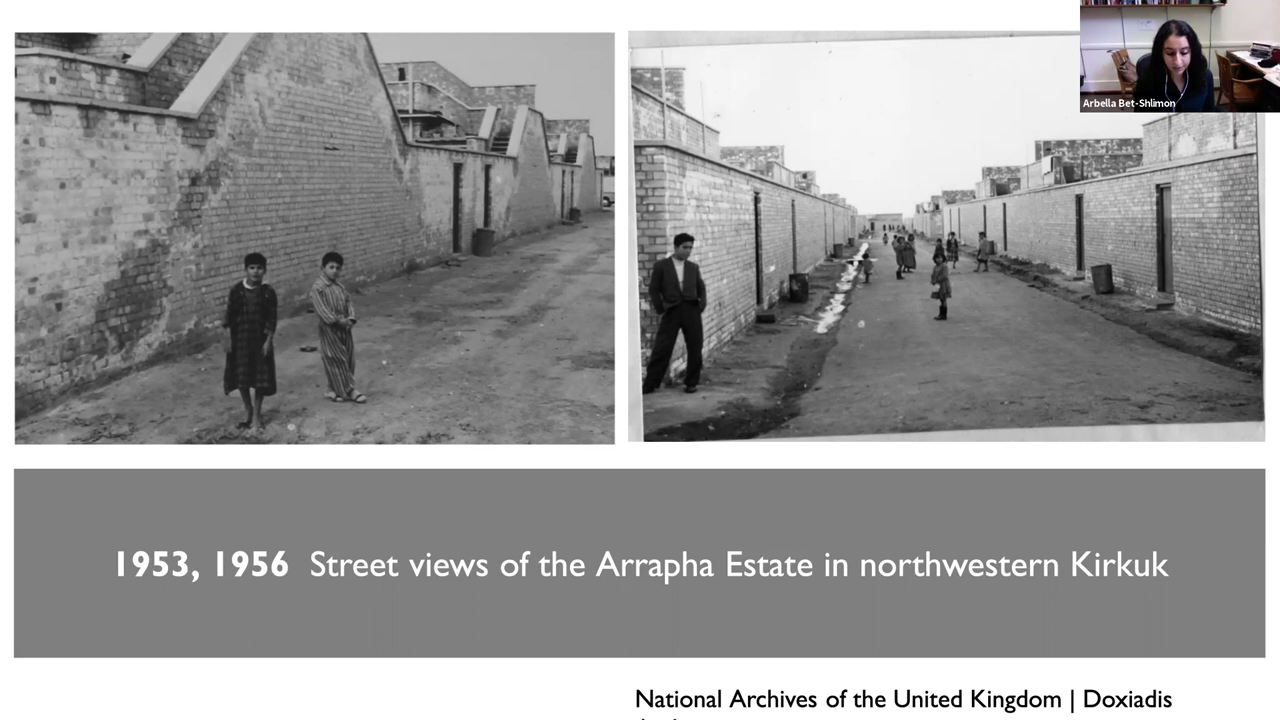 Arbella Bet-Shlimon
1953, 1956 Street views of the Arrapha Estate in northwestern Kirkuk
National Archives of the United Kingdom | Doxiadis